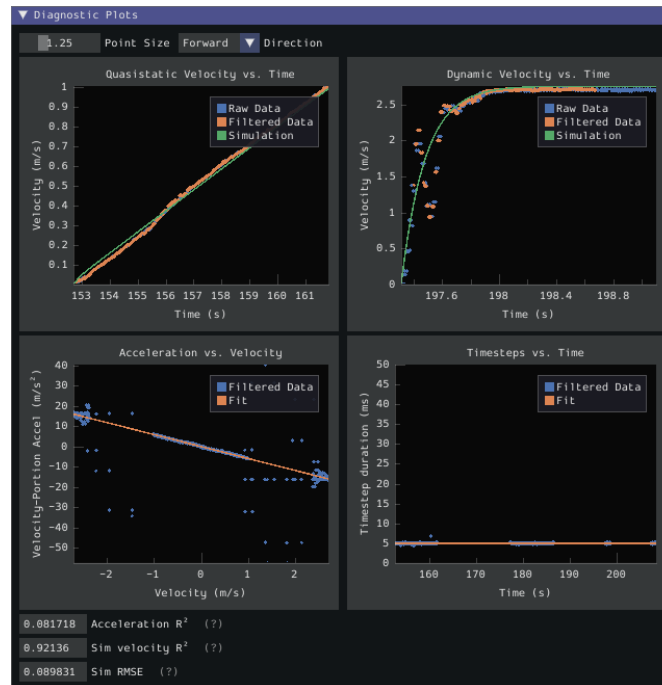 ▼ Diagnostic Plots
1.25 Point Size Forward ▼ Direction
Quasistatic Velocity vs. Time
Velocity (m/s)
1
0.9
0.8
0.7
0.6
0.5
0.4
0.3
0.2
0.1
Raw Data
Filtered Data
Simulation
153 154 155 156 157 158 159 160 161
Time (s)
Dynamic Velocity vs. Time
Velocity (m/s)
2.5
2
1.5
1
0.5
0
Raw Data
Filtered Data
Simulation
197.6 198 198.4 198.8
Time (s)
Acceleration vs. Velocity
Velocity-Portion Accel (m/s²)
40
30
20
10
0
-10
-20
-30
-40
-50
Filtered Data
Fit
-2 -1 0 1 2
Velocity (m/s)
Timesteps vs. Time
Timestep duration (ms)
50
45
40
35
30
25
20
15
10
5
0
Filtered Data
Fit
160 170 180 190 200
Time (s)
0.081718 Acceleration R² (?)
0.92136 Sim velocity R² (?)
0.089831 Sim RMSE (?)